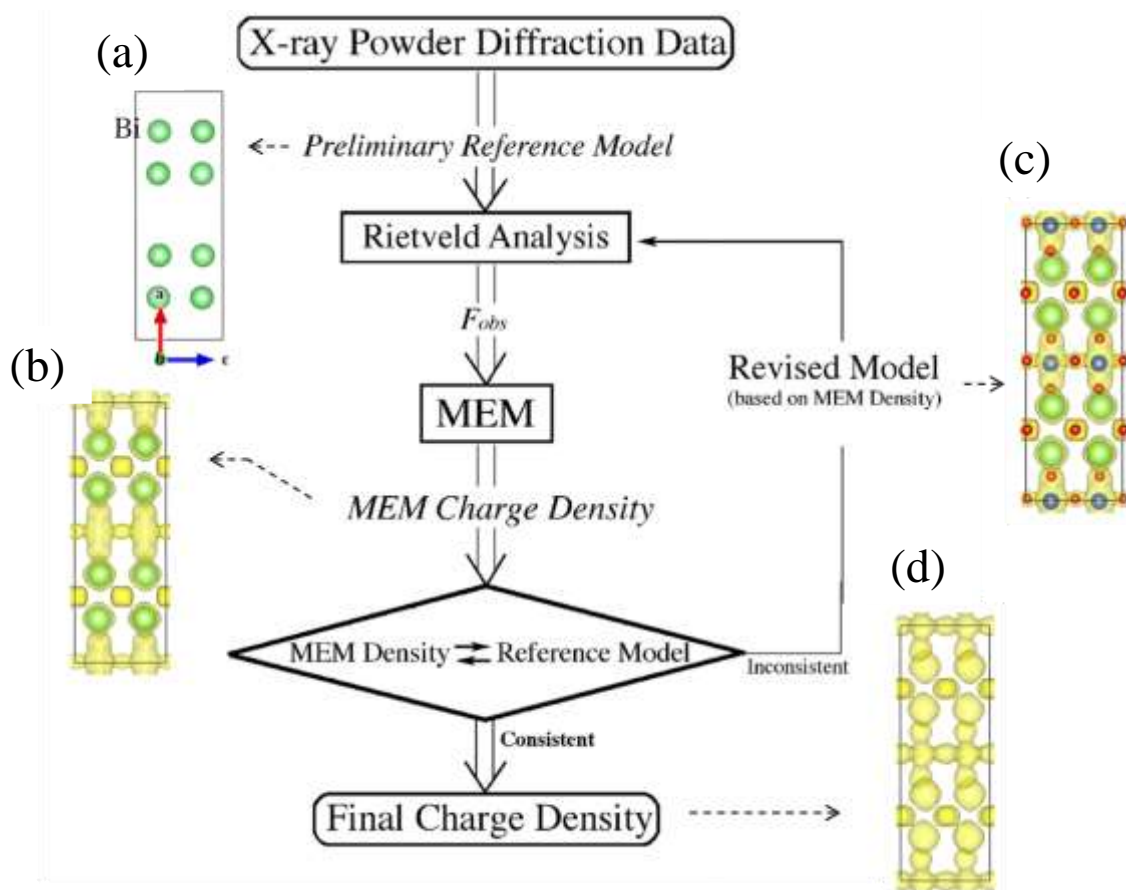 (a)
X-ray Powder Diffraction Data
Bi
Preliminary Reference Model
(c)
Rietveld Analysis
a
F_obs
c
(b)
Revised Model
(based on MEM Density)
MEM
MEM Charge Density
(d)
MEM Density
Reference Model
Inconsistent
Consistent
Final Charge Density